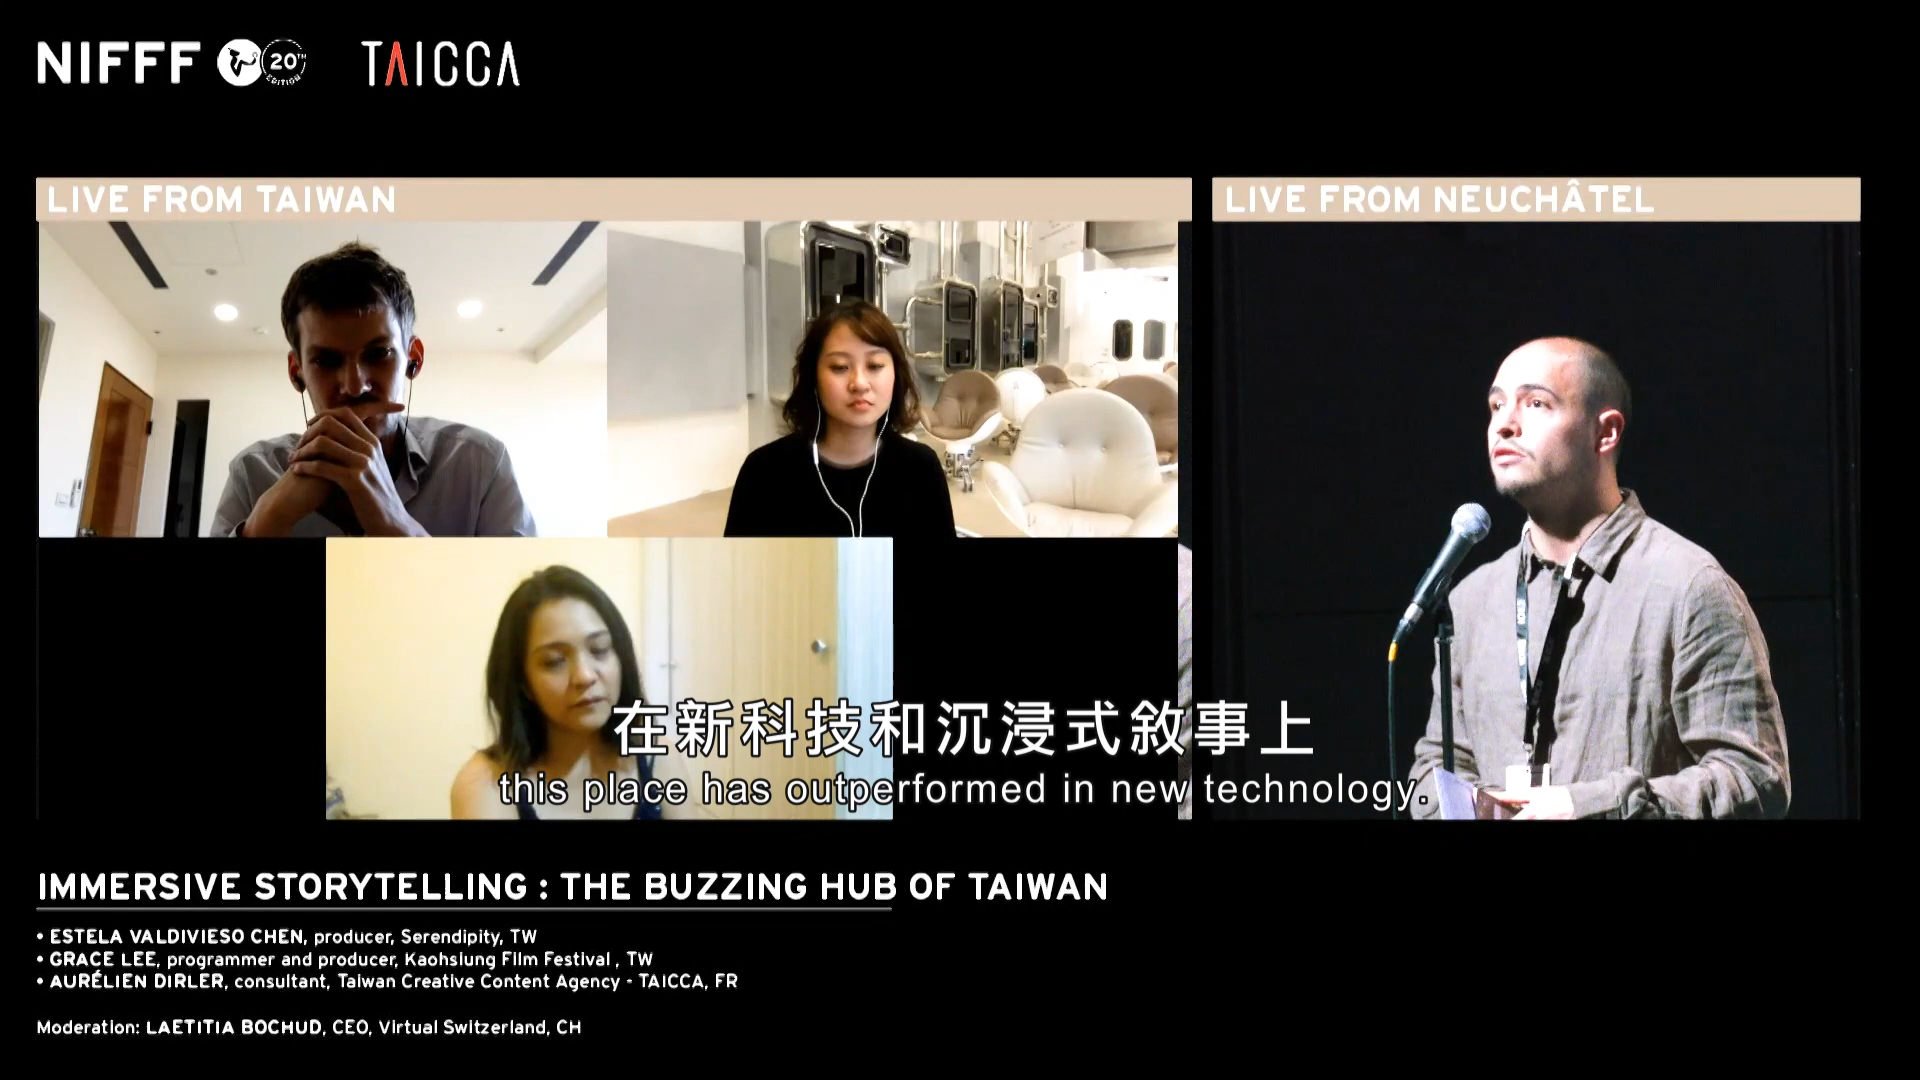 NIFFF 20TH EDITION TAICCA
LIVE FROM TAIWAN
LIVE FROM NEUCHÂTEL
在新科技和沉浸式敘事上
this place has outperformed in new technology.
IMMERSIVE STORYTELLING : THE BUZZING HUB OF TAIWAN
• ESTELA VALDIVIESO CHEN, producer, Serendipity, TW
• GRACE LEE, programmer and producer, Kaohsiung Film Festival , TW
• AURÉLIEN DIRLER, consultant, Taiwan Creative Content Agency - TAICCA, FR
Moderation: LAETITIA BOCHUD, CEO, Virtual Switzerland, CH